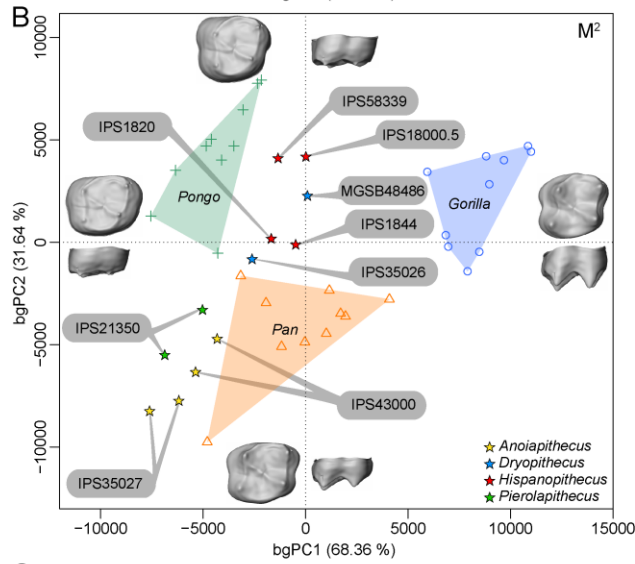 B
M²
10000
5000
0
−5000
−10000
bgPC2 (31.64 %)
IPS58339
IPS1820
IPS18000.5
MGSB48486
Pongo
Gorilla
IPS1844
IPS35026
IPS21350
Pan
IPS43000
IPS35027
Anoiapithecus
Dryopithecus
Hispanopithecus
Pierolapithecus
−10000 −5000 0 5000 10000 15000
bgPC1 (68.36 %)